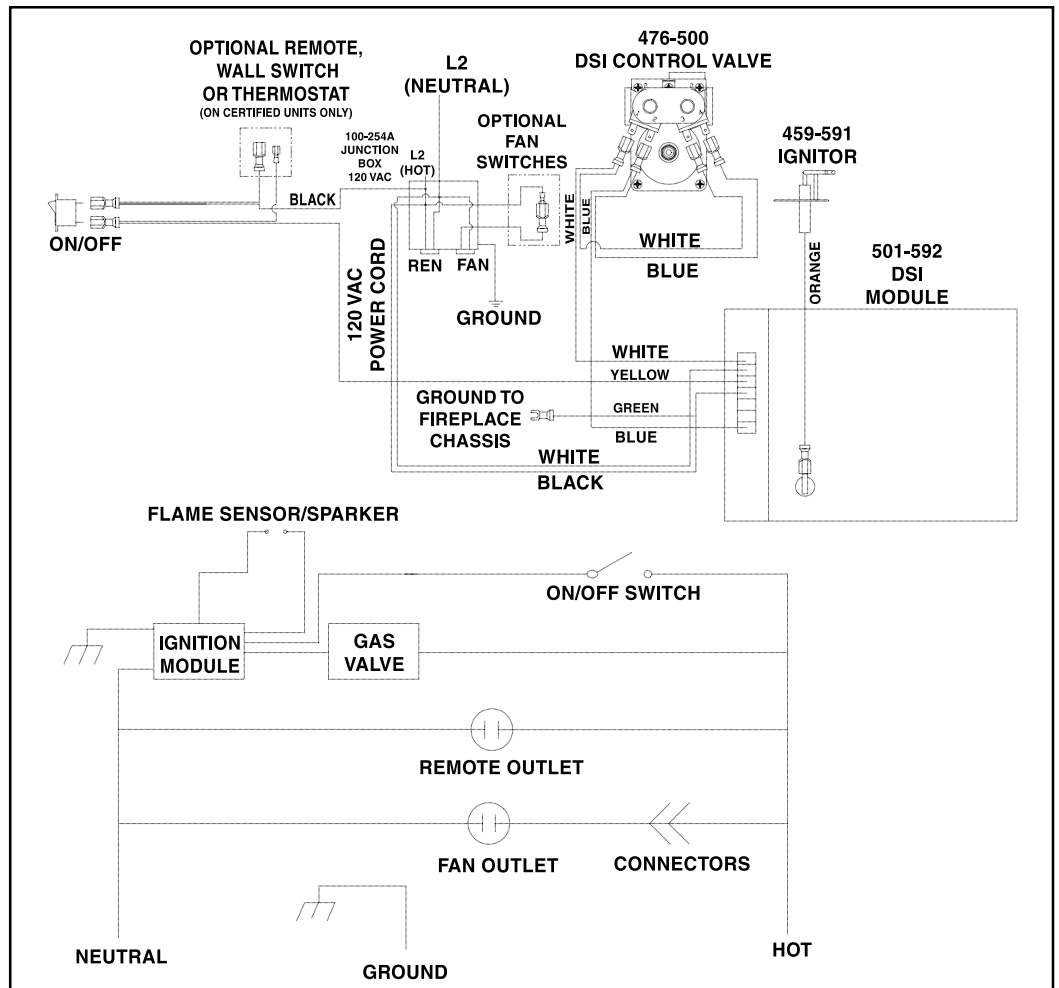 OPTIONAL REMOTE,
WALL SWITCH
OR THERMOSTAT
(ON CERTIFIED UNITS ONLY)
L2
(NEUTRAL)
476-500
DSI CONTROL VALVE
100-254A
JUNCTION
BOX
120 VAC
L2
(HOT)
OPTIONAL
FAN
SWITCHES
459-591
IGNITOR
BLACK
ON/OFF
WHITE
BLUE
WHITE
BLUE
ORANGE
REN
FAN
120 VAC
POWER CORD
GROUND
501-592
DSI
MODULE
WHITE
YELLOW
GROUND TO
FIREPLACE
CHASSIS
GREEN
BLUE
WHITE
BLACK
FLAME SENSOR/SPARKER
ON/OFF SWITCH
IGNITION
MODULE
GAS
VALVE
REMOTE OUTLET
FAN OUTLET
CONNECTORS
NEUTRAL
GROUND
HOT